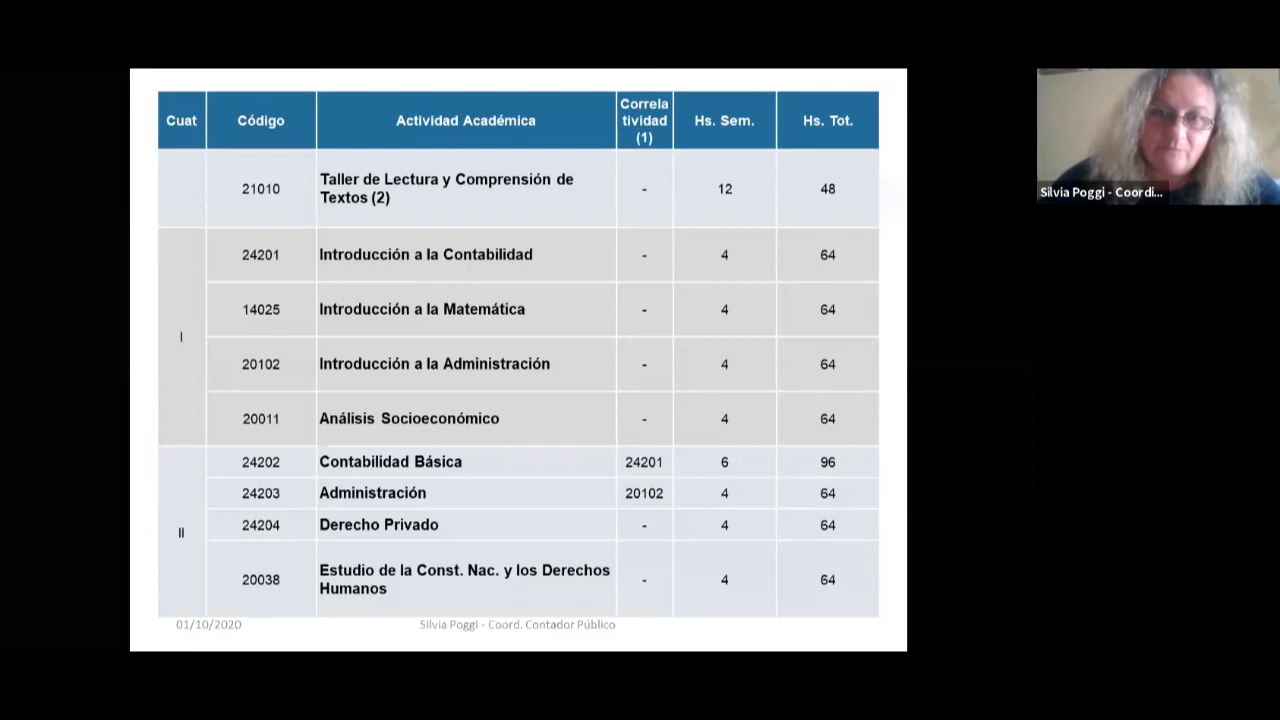 Cuat Código Actividad Académica Correla tividad (1) Hs. Sem. Hs. Tot.
21010 Taller de Lectura y Comprensión de Textos (2) - 12 48
I
24201 Introducción a la Contabilidad - 4 64
14025 Introducción a la Matemática - 4 64
20102 Introducción a la Administración - 4 64
20011 Análisis Socioeconómico - 4 64
II
24202 Contabilidad Básica 24201 6 96
24203 Administración 20102 4 64
24204 Derecho Privado - 4 64
20038 Estudio de la Const. Nac. y los Derechos Humanos - 4 64
01/10/2020 Silvia Poggi - Coord. Contador Público
Silvia Poggi - Coordi...